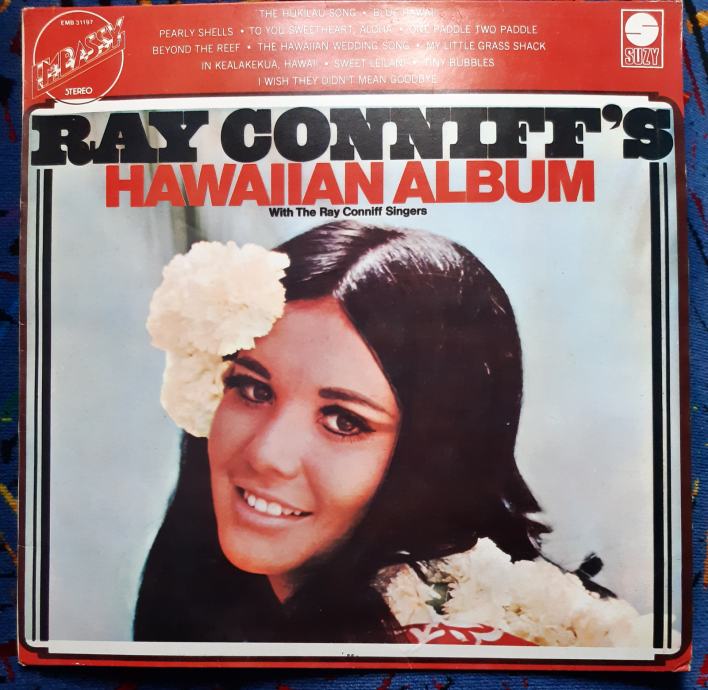 EMB 31197
EMBASSY
STEREO
THE HUKILAU SONG • BLUE HAWAII
PEARLY SHELLS • TO YOU SWEETHEART, ALOHA • ONE PADDLE TWO PADDLE
BEYOND THE REEF • THE HAWAIIAN WEDDING SONG • MY LITTLE GRASS SHACK
IN KEALAKEKUA, HAWAII • SWEET LEILANI • TINY BUBBLES
I WISH THEY DIDN'T MEAN GOODBYE
SUZY
RAY CONNIFF'S
HAWAIIAN ALBUM
With The Ray Conniff Singers